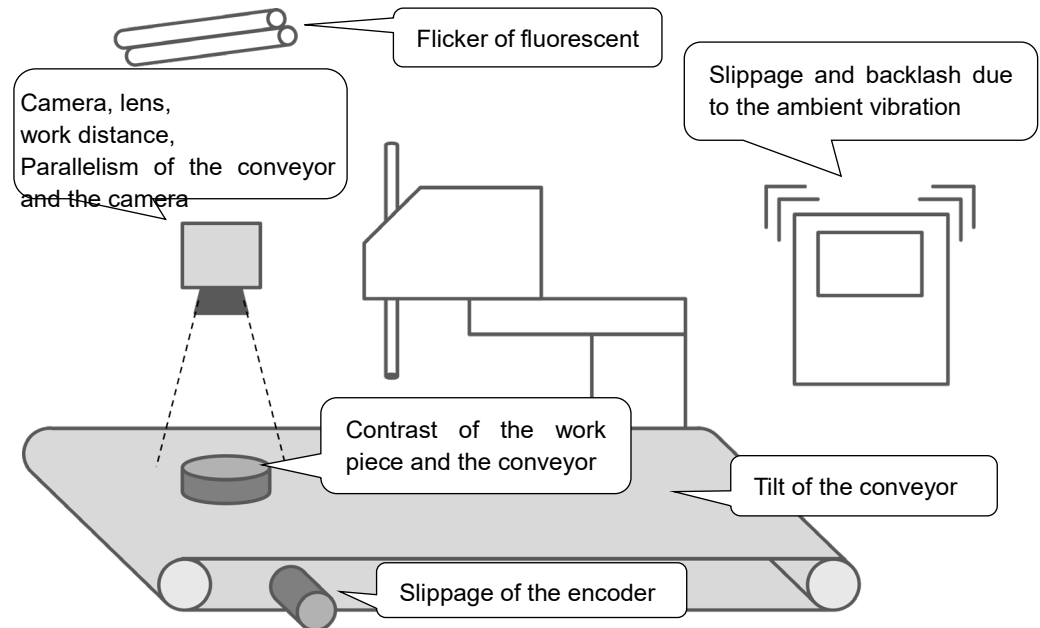 Flicker of fluorescent
Slippage and backlash due
to the ambient vibration
Camera, lens,
work distance,
Parallelism of the conveyor
and the camera
Contrast of the work
piece and the conveyor
Tilt of the conveyor
Slippage of the encoder